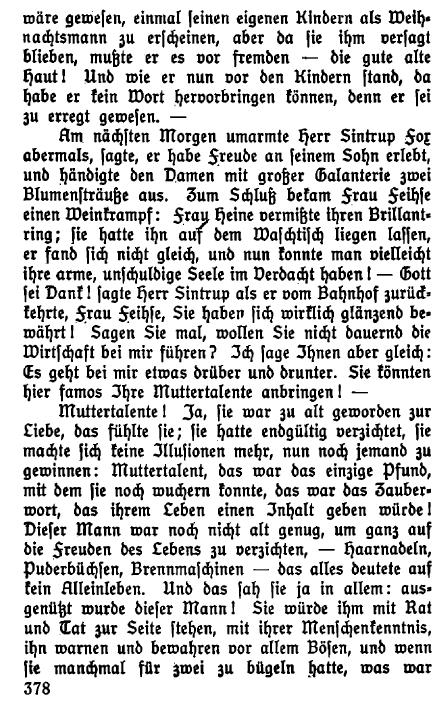 wäre gewesen, einmal seinen eigenen Kindern als Weih-
nachtsmann zu erscheinen, aber da sie ihm versagt
blieben, mußte er es vor fremden — die gute alte
Haut! Und wie er nun vor den Kindern stand, da
habe er kein Wort hervorbringen können, denn er sei
zu erregt gewesen. —
Am nächsten Morgen umarmte Herr Sintrup Fox
abermals, sagte, er habe Freude an seinem Sohn erlebt,
und händigte den Damen mit großer Galanterie zwei
Blumensträuße aus. Zum Schluß bekam Frau Feihse
einen Weinkrampf: Frau Heine vermißte ihren Brillant-
ring; sie hatte ihn auf dem Waschtisch liegen lassen,
er fand sich nicht gleich, und nun konnte man vielleicht
ihre arme, unschuldige Seele im Verdacht haben! — Gott
sei Dank! sagte Herr Sintrup als er vom Bahnhof zurück-
kehrte, Frau Feihse, Sie haben sich wirklich glänzend be-
währt! Sagen Sie mal, wollen Sie nicht dauernd die
Wirtschaft bei mir führen? Ich sage Ihnen aber gleich:
Es geht bei mir etwas drüber und drunter. Sie könnten
hier famos Ihre Muttertalente anbringen! —
Muttertalente! Ja, sie war zu alt geworden zur
Liebe, das fühlte sie; sie hatte endgültig verzichtet, sie
machte sich keine Illusionen mehr, nun noch jemand zu
gewinnen: Muttertalent, das war das einzige Pfund,
mit dem sie noch wuchern konnte, das war das Zauber-
wort, das ihrem Leben einen Inhalt geben würde!
Dieser Mann war noch nicht alt genug, um ganz auf
die Freuden des Lebens zu verzichten, — Haarnadeln,
Puderbüchsen, Brennmaschinen — das alles deutete auf
kein Alleinleben. Und das sah sie ja in allem: aus-
genützt wurde dieser Mann! Sie würde ihm mit Rat
und Tat zur Seite stehen, mit ihrer Menschenkenntnis,
ihn warnen und bewahren vor allem Bösen, und wenn
sie manchmal für zwei zu bügeln hatte, was war
378